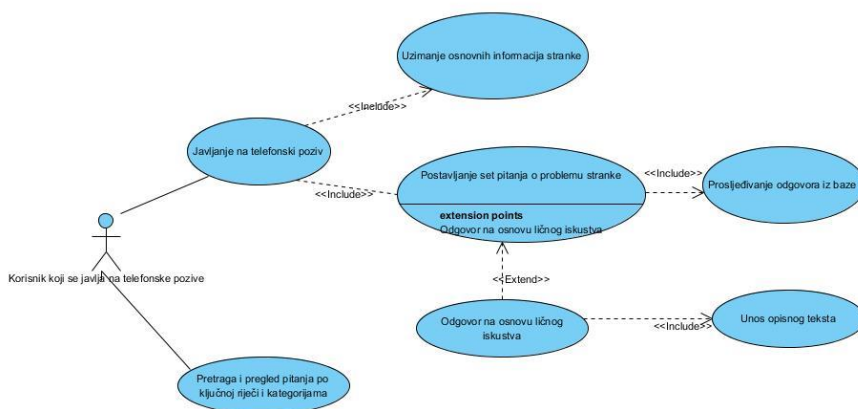 Uzimanje osnovnih informacija stranke
<<Include>>
Javljanje na telefonski poziv
<<Include>>
Postavljanje set pitanja o problemu stranke
extension points
Odgovor na osnovu ličnog iskustva
<<Include>>
Prosljeđivanje odgovora iz baze
Korisnik koji se javlja na telefonske pozive
<<Extend>>
Odgovor na osnovu ličnog
iskustva
<<Include>>
Unos opisnog teksta
Pretraga i pregled pitanja po
ključnoj riječi i kategorijama